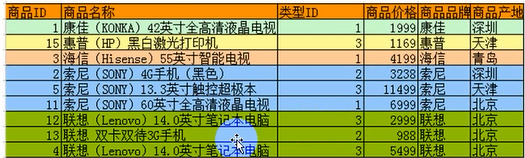 商品ID 商品名称 类型ID 商品价格 商品品牌 商品产地
1 康佳（KONKA）42英寸全高清液晶电视 1 1999 康佳 深圳
15 惠普（HP）黑白激光打印机 3 1169 惠普 天津
3 海信（Hisense）55英寸智能电视 1 4199 海信 青岛
2 索尼（SONY）4G手机（黑色） 2 3238 索尼 深圳
5 索尼（SONY）13.3英寸触控超极本 3 11499 索尼 天津
11 索尼（SONY）60英寸全高清液晶电视 1 6999 索尼 北京
12 联想（Lenovo）14.0英寸笔记本电脑 3 2999 联想 北京
13 联想 双卡双待3G手机 2 988 联想 北京
4 联想（Lenovo）14.0英寸笔记本电脑 3 5499 联想 北京